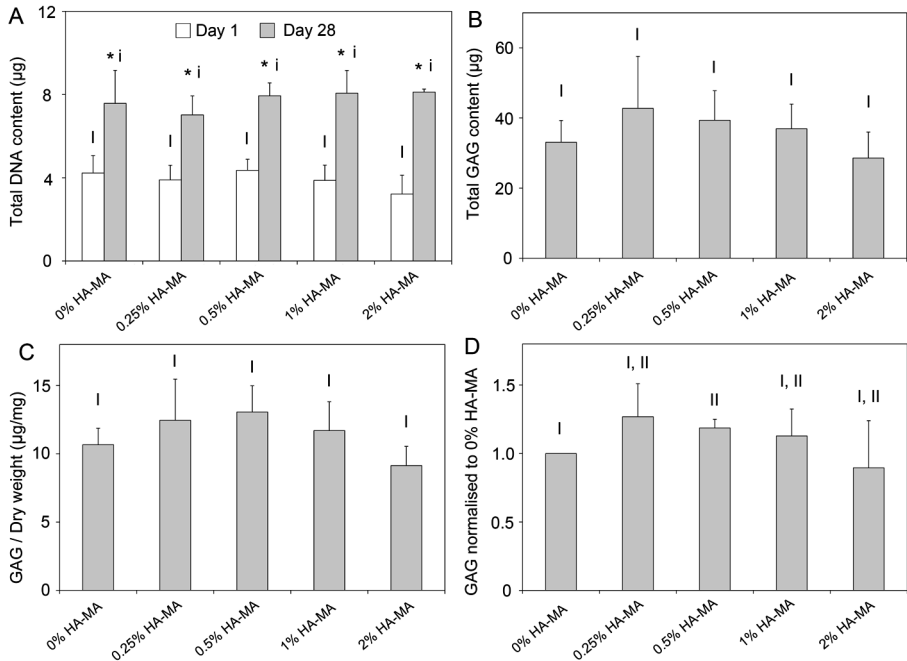 A
Day 1
Day 28
Total DNA content (µg)
12
8
4
0
I
* i
I
* i
I
* i
I
* i
I
* i
0% HA-MA
0.25% HA-MA
0.5% HA-MA
1% HA-MA
2% HA-MA
B
Total GAG content (µg)
60
40
20
0
I
I
I
I
I
0% HA-MA
0.25% HA-MA
0.5% HA-MA
1% HA-MA
2% HA-MA
C
GAG / Dry weight (µg/mg)
15
10
5
0
I
I
I
I
I
0% HA-MA
0.25% HA-MA
0.5% HA-MA
1% HA-MA
2% HA-MA
D
GAG normalised to 0% HA-MA
1.5
1.0
0.5
0
I
I, II
II
I, II
I, II
0% HA-MA
0.25% HA-MA
0.5% HA-MA
1% HA-MA
2% HA-MA